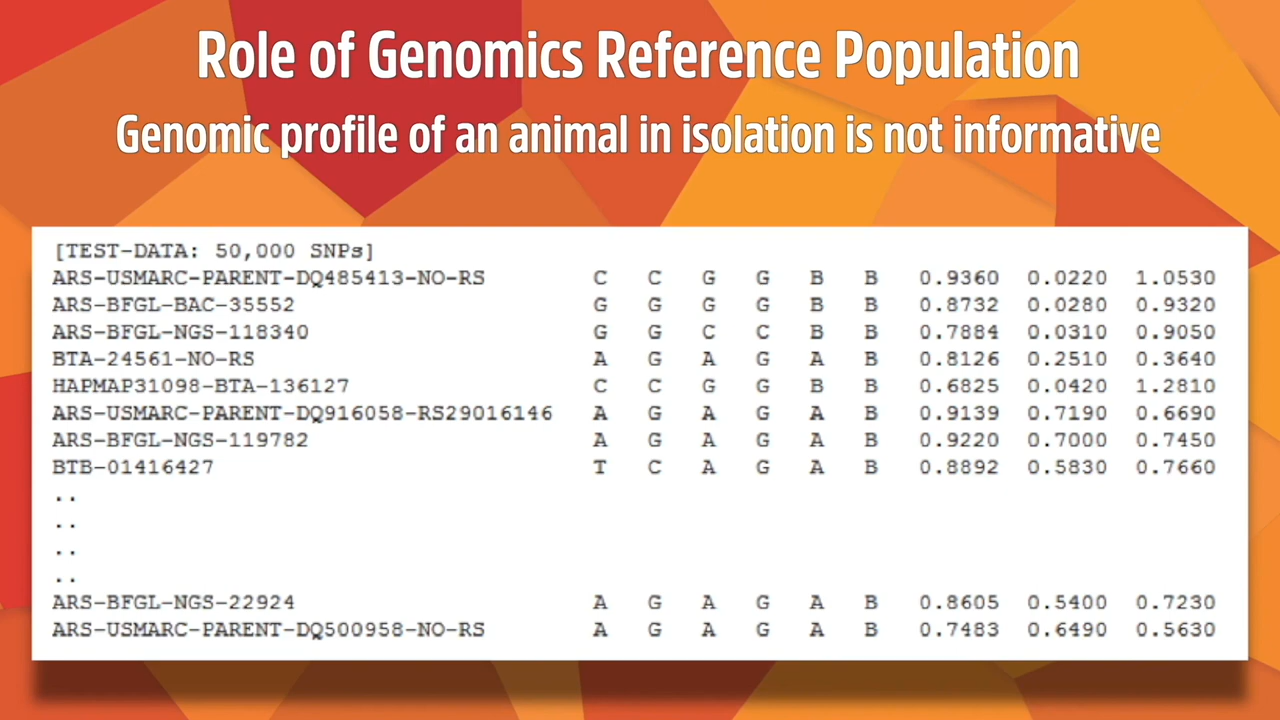 Role of Genomics Reference Population
Genomic profile of an animal in isolation is not informative
[TEST-DATA: 50,000 SNPs]
ARS-USMARC-PARENT-DQ485413-NO-RS C C G G B B 0.9360 0.0220 1.0530
ARS-BFGL-BAC-35552 G G G G B B 0.8732 0.0280 0.9320
ARS-BFGL-NGS-118340 G G C C B B 0.7884 0.0310 0.9050
BTA-24561-NO-RS A G A G A B 0.8126 0.2510 0.3640
HAPMAP31098-BTA-136127 C C G G B B 0.6825 0.0420 1.2810
ARS-USMARC-PARENT-DQ916058-RS29016146 A G A G A B 0.9139 0.7190 0.6690
ARS-BFGL-NGS-119782 A G A G A B 0.9220 0.7000 0.7450
BTB-01416427 T C A G A B 0.8892 0.5830 0.7660
..
..
..
..
ARS-BFGL-NGS-22924 A G A G A B 0.8605 0.5400 0.7230
ARS-USMARC-PARENT-DQ500958-NO-RS A G A G A B 0.7483 0.6490 0.5630